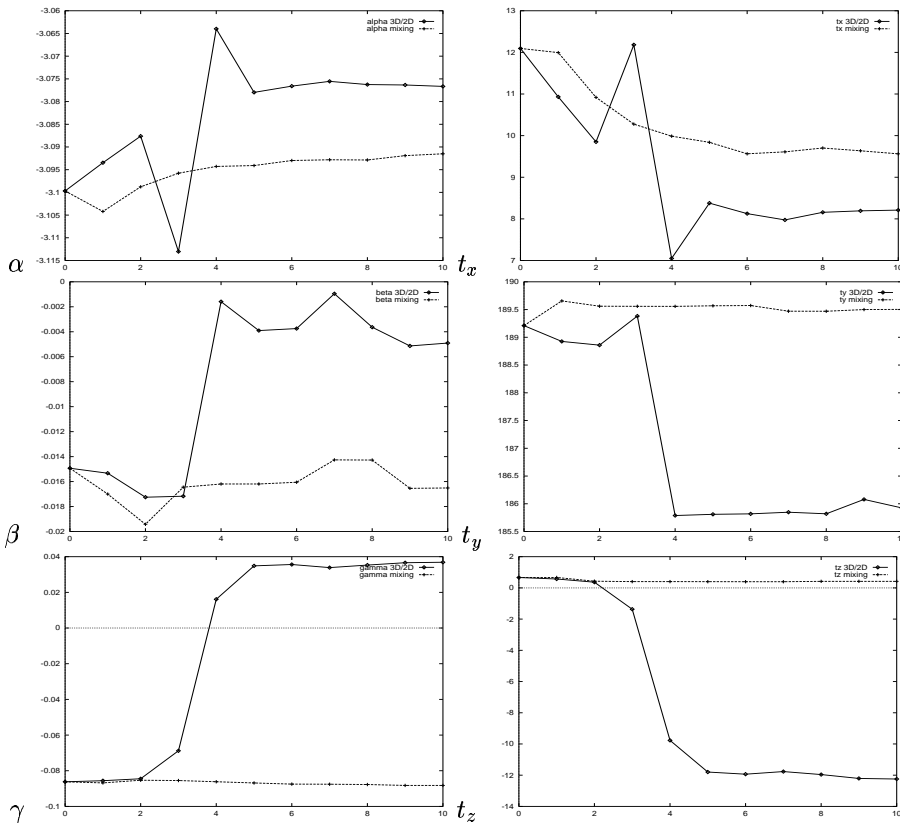 -3.06
-3.065
-3.07
-3.075
-3.08
-3.085
-3.09
-3.095
-3.1
-3.105
-3.11
-3.115
alpha 3D/2D
alpha mixing
0 2 4 6 8 10
α
13
12
11
10
9
8
7
tx 3D/2D
tx mixing
0 2 4 6 8 10
t_x
0
-0.002
-0.004
-0.006
-0.008
-0.01
-0.012
-0.014
-0.016
-0.018
-0.02
beta 3D/2D
beta mixing
0 2 4 6 8 10
β
190
189.5
189
188.5
188
187.5
187
186.5
186
185.5
ty 3D/2D
ty mixing
0 2 4 6 8 10
t_y
0.04
0.02
0
-0.02
-0.04
-0.06
-0.08
-0.1
gamma 3D/2D
gamma mixing
0 2 4 6 8 10
γ
2
0
-2
-4
-6
-8
-10
-12
-14
tz 3D/2D
tz mixing
0 2 4 6 8 10
t_z